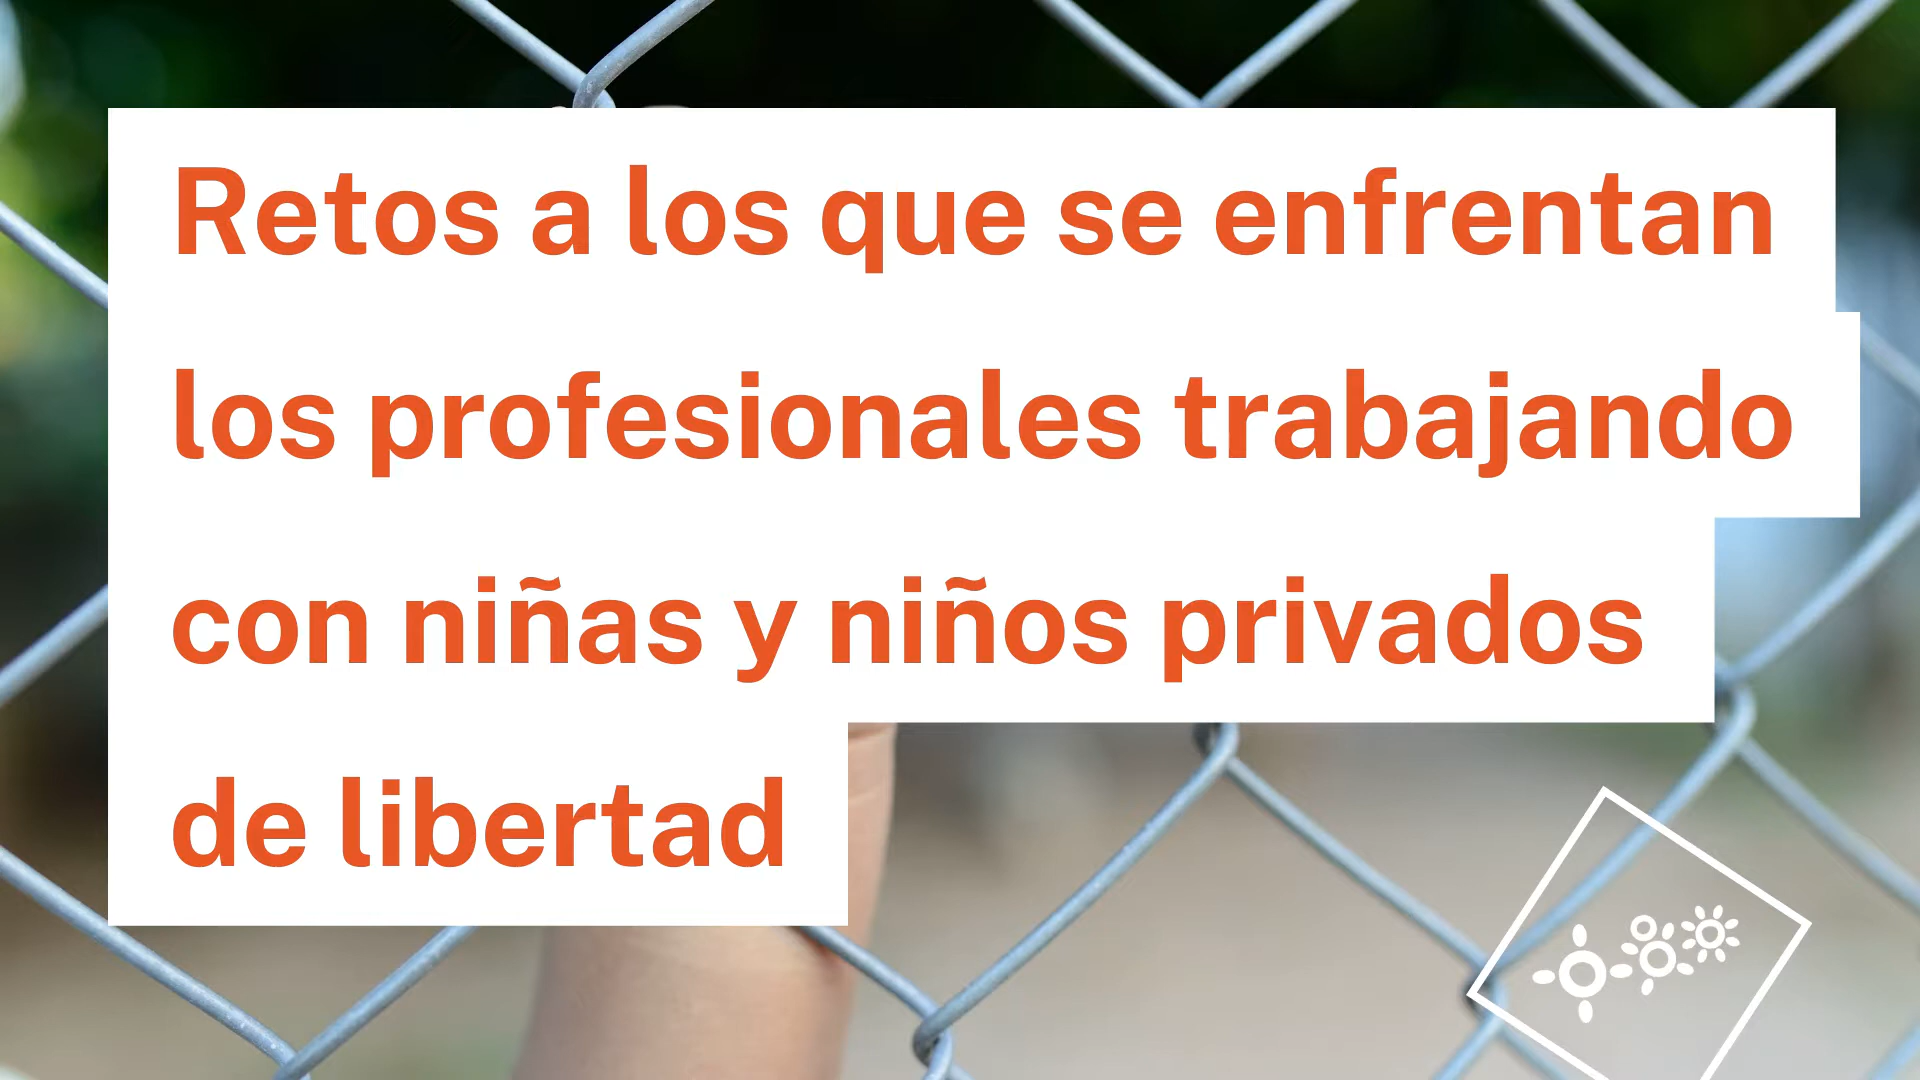 Retos a los que se enfrentan
los profesionales trabajando
con niñas y niños privados
de libertad